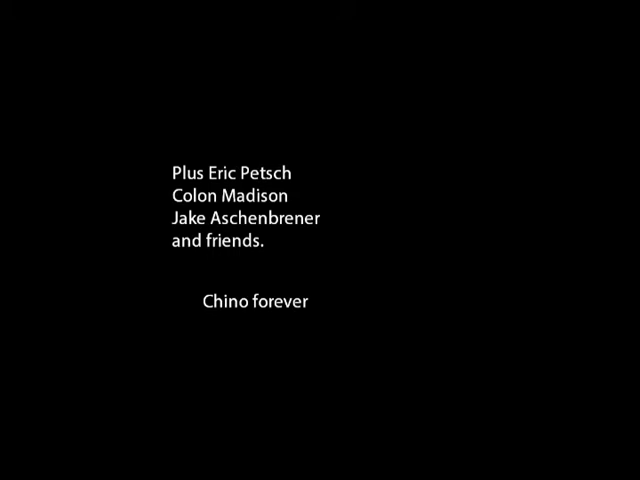 Plus Eric Petsch
Colon Madison
Jake Aschenbrener
and friends.
Chino forever